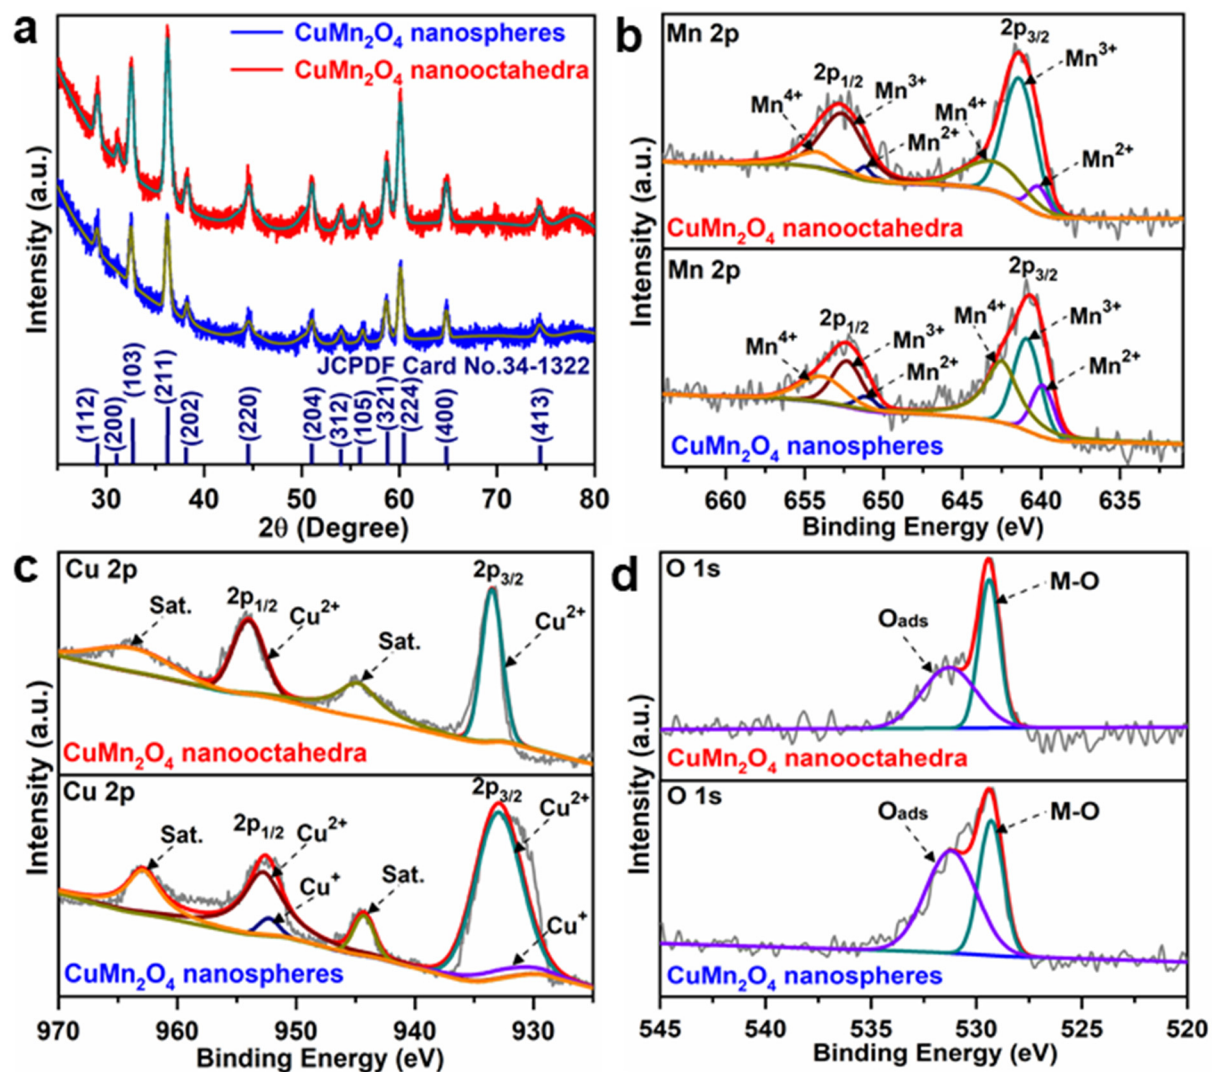 a
CuMn2O4 nanospheres
CuMn2O4 nanooctahedra
Intensity (a.u.)
JCPDF Card No.34-1322
(112)
(200)
(103)
(211)
(202)
(220)
(204)
(312)
(105)
(321)
(224)
(400)
(413)
30 40 50 60 70 80
2θ (Degree)
b
Mn 2p
2p3/2
Mn3+
2p1/2
Mn4+
Mn3+
Mn4+
Mn2+
Mn2+
CuMn2O4 nanooctahedra
Intensity (a.u.)
Mn 2p
2p3/2
2p1/2
Mn4+
Mn3+
Mn4+
Mn3+
Mn2+
Mn2+
CuMn2O4 nanospheres
660 655 650 645 640 635
Binding Energy (eV)
c
Cu 2p
2p3/2
Sat.
2p1/2
Cu2+
Sat.
Cu2+
CuMn2O4 nanooctahedra
Intensity (a.u.)
Cu 2p
2p3/2
Cu2+
Sat.
2p1/2
Cu2+
Cu+
Sat.
Cu+
CuMn2O4 nanospheres
970 960 950 940 930
Binding Energy (eV)
d
O 1s
M-O
Oads
CuMn2O4 nanooctahedra
Intensity (a.u.)
O 1s
Oads
M-O
CuMn2O4 nanospheres
545 540 535 530 525 520
Binding Energy (eV)